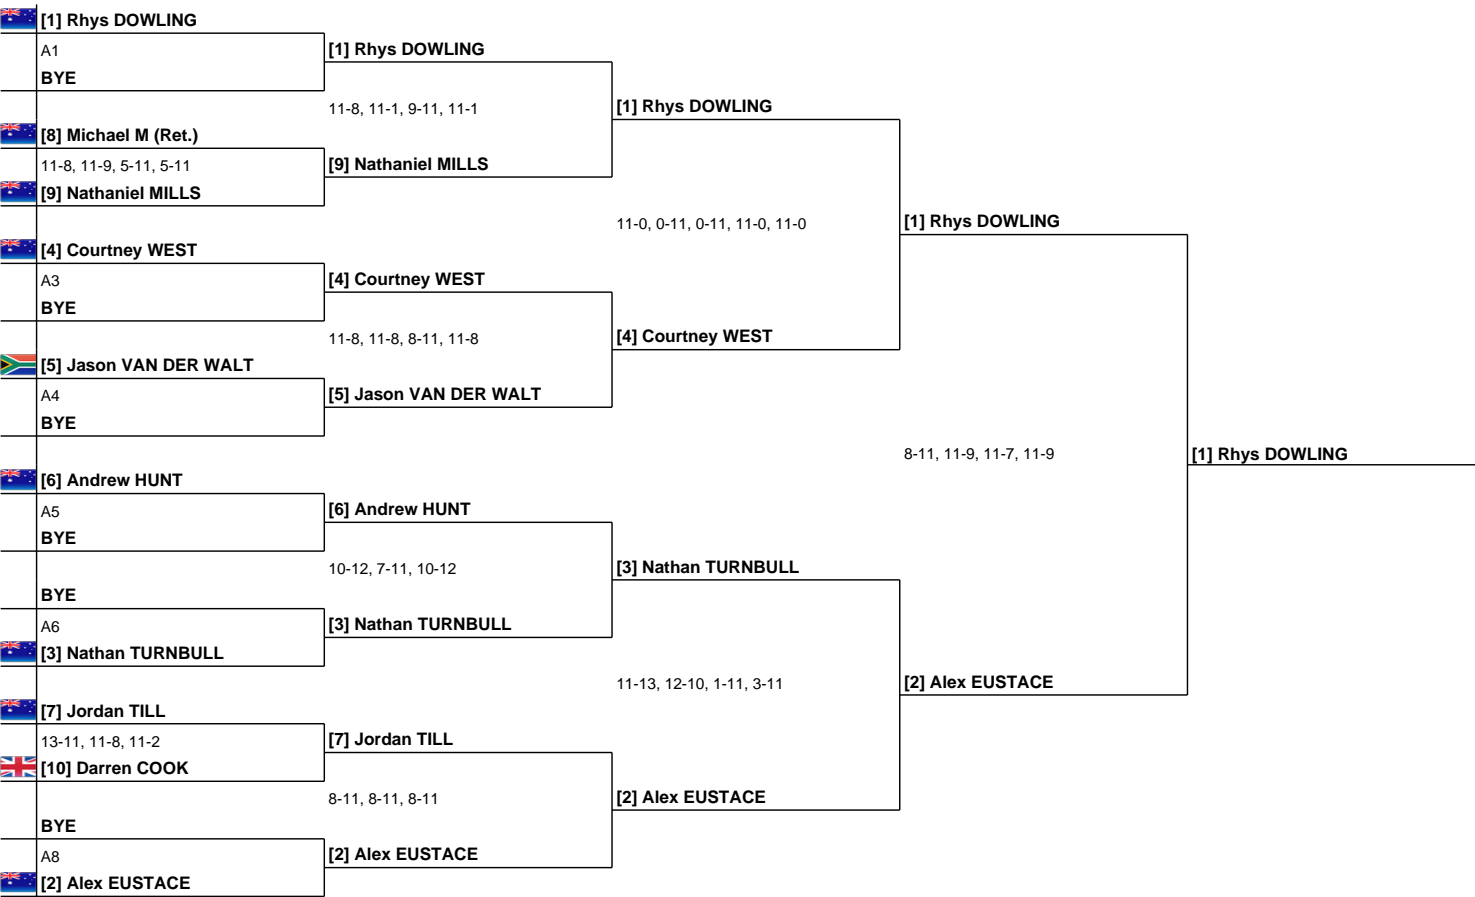 [1] Rhys DOWLING
A1
BYE
[8] Michael M (Ret.)
11-8, 11-9, 5-11, 5-11
[9] Nathaniel MILLS
[4] Courtney WEST
A3
BYE
[5] Jason VAN DER WALT
A4
BYE
[6] Andrew HUNT
A5
BYE
BYE
A6
[3] Nathan TURNBULL
[7] Jordan TILL
13-11, 11-8, 11-2
[10] Darren COOK
BYE
A8
[2] Alex EUSTACE
[1] Rhys DOWLING
11-8, 11-1, 9-11, 11-1
[9] Nathaniel MILLS
[4] Courtney WEST
11-8, 11-8, 8-11, 11-8
[5] Jason VAN DER WALT
[6] Andrew HUNT
10-12, 7-11, 10-12
[3] Nathan TURNBULL
[7] Jordan TILL
8-11, 8-11, 8-11
[2] Alex EUSTACE
[1] Rhys DOWLING
11-0, 0-11, 0-11, 11-0, 11-0
[4] Courtney WEST
[3] Nathan TURNBULL
11-13, 12-10, 1-11, 3-11
[2] Alex EUSTACE
[1] Rhys DOWLING
8-11, 11-9, 11-7, 11-9
[2] Alex EUSTACE
[1] Rhys DOWLING